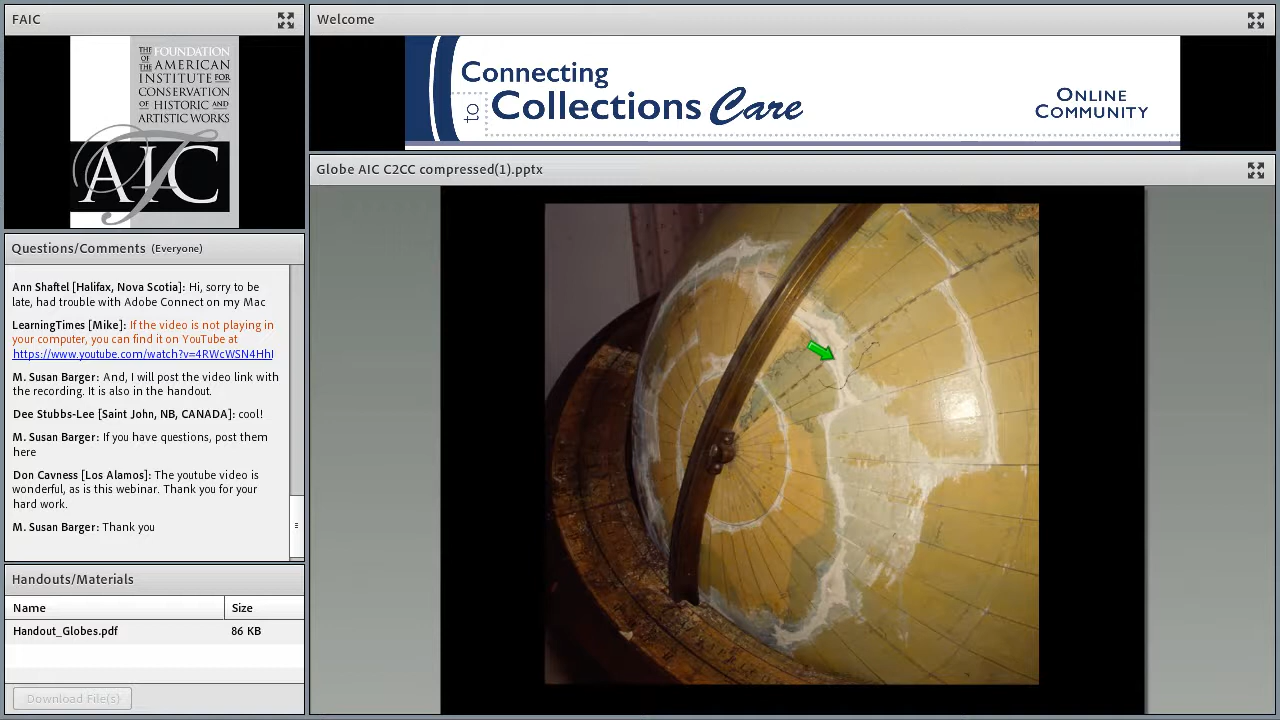 FAIC
THE FOUNDATION
OF THE AMERICAN
INSTITUTE FOR
CONSERVATION
OF HISTORIC AND
ARTISTIC WORKS
AIC
Welcome
Connecting
to Collections Care
ONLINE
COMMUNITY
Globe AIC C2CC compressed(1).pptx
Questions/Comments (Everyone)
Ann Shaftel [Halifax, Nova Scotia]: Hi, sorry to be
late, had trouble with Adobe Connect on my Mac
LearningTimes [Mike]: If the video is not playing in
your computer, you can find it on YouTube at
https://www.youtube.com/watch?v=4RWcWSN4HhI
M. Susan Barger: And, I will post the video link with
the recording. It is also in the handout.
Dee Stubbs-Lee [Saint John, NB, CANADA]: cool!
M. Susan Barger: If you have questions, post them
here
Don Cavness [Los Alamos]: The youtube video is
wonderful, as is this webinar. Thank you for your
hard work.
M. Susan Barger: Thank you
Handouts/Materials
Name Size
Handout_Globes.pdf 86 KB
Download File(s)